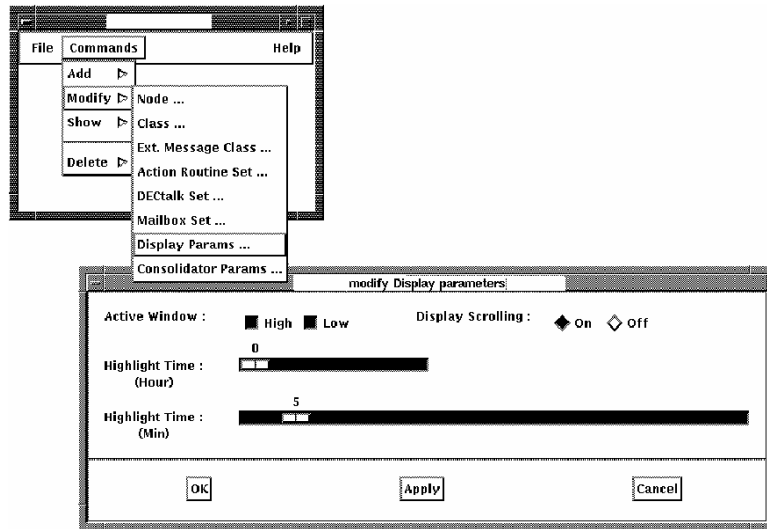 File Commands Help
Add
Modify
Show
Delete
Node ...
Class ...
Ext. Message Class ...
Action Routine Set ...
DECtalk Set ...
Mailbox Set ...
Display Params ...
Consolidator Params ...
modify Display parameters
Active Window : High Low Display Scrolling : On Off
0
Highlight Time :
(Hour)
5
Highlight Time :
(Min)
OK Apply Cancel